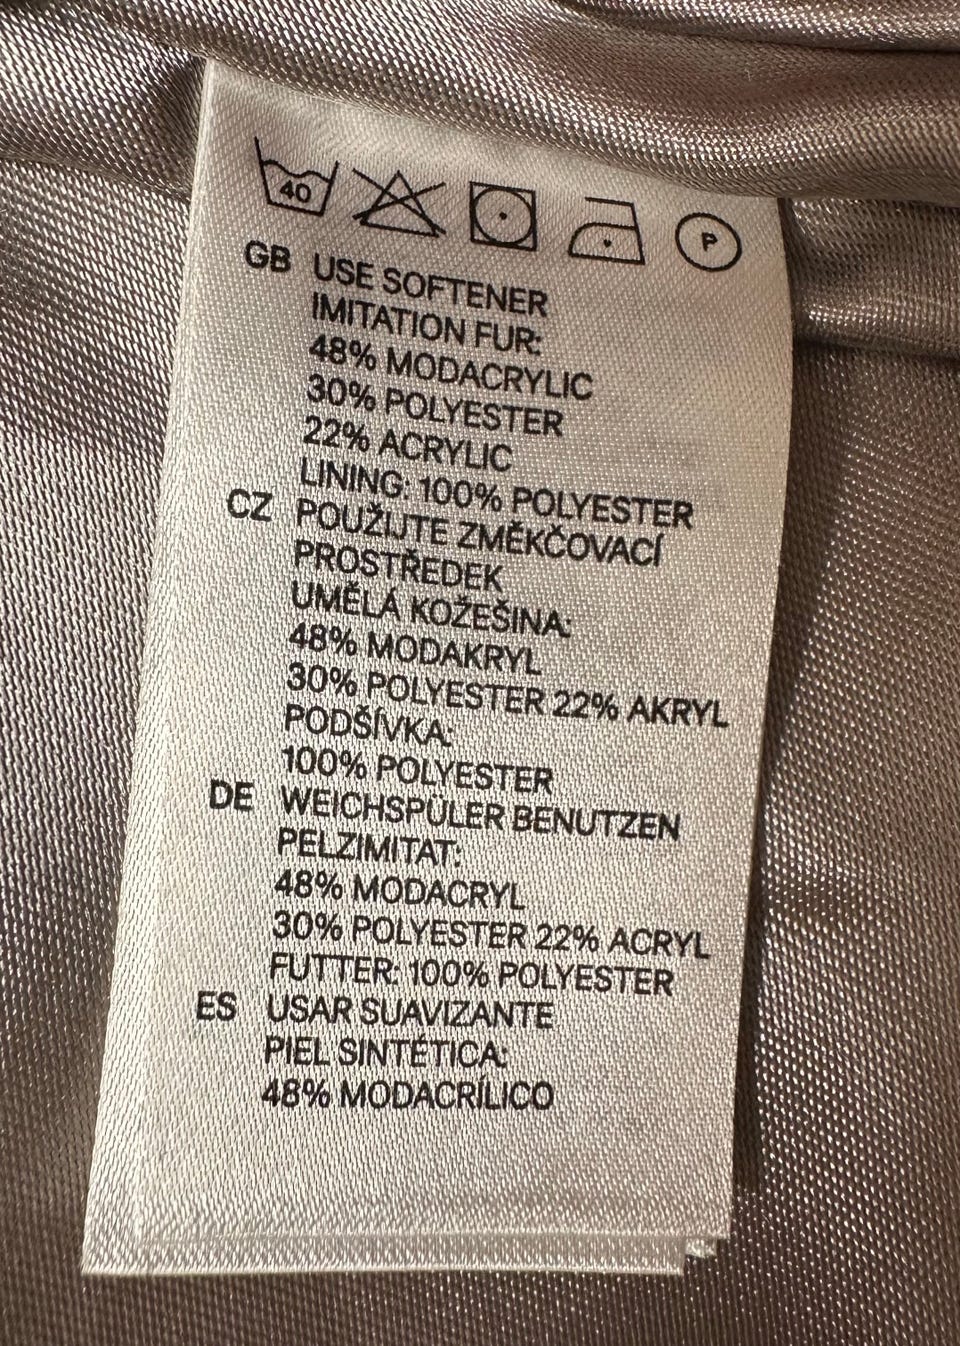 40
P
GB USE SOFTENER
IMITATION FUR:
48% MODACRYLIC
30% POLYESTER
22% ACRYLIC
LINING: 100% POLYESTER
CZ POUŽIJTE ZMĚKČOVACÍ
PROSTŘEDEK
UMĚLÁ KOŽEŠINA:
48% MODAKRYL
30% POLYESTER 22% AKRYL
PODŠÍVKA:
100% POLYESTER
DE WEICHSPÜLER BENUTZEN
PELZIMITAT:
48% MODACRYL
30% POLYESTER 22% ACRYL
FUTTER: 100% POLYESTER
ES USAR SUAVIZANTE
PIEL SINTÉTICA:
48% MODACRÍLICO